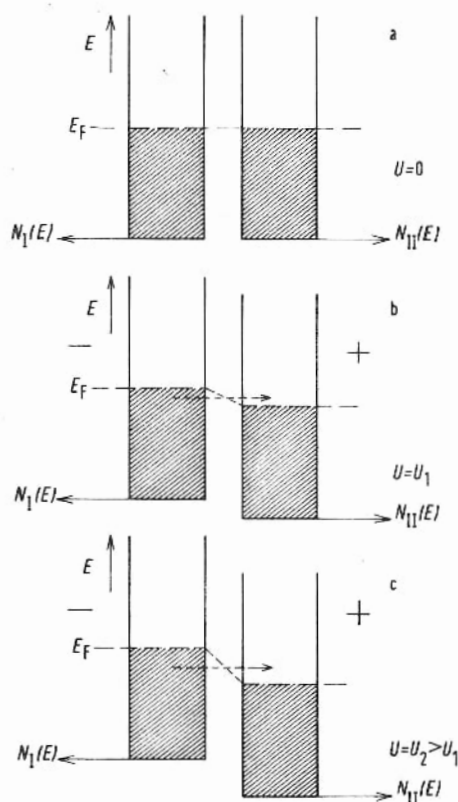 a
E
E_F
U=0
N_I(E)
N_II(E)
b
E
−
+
E_F
U=U_1
N_I(E)
N_II(E)
c
E
−
+
E_F
U=U_2>U_1
N_I(E)
N_II(E)